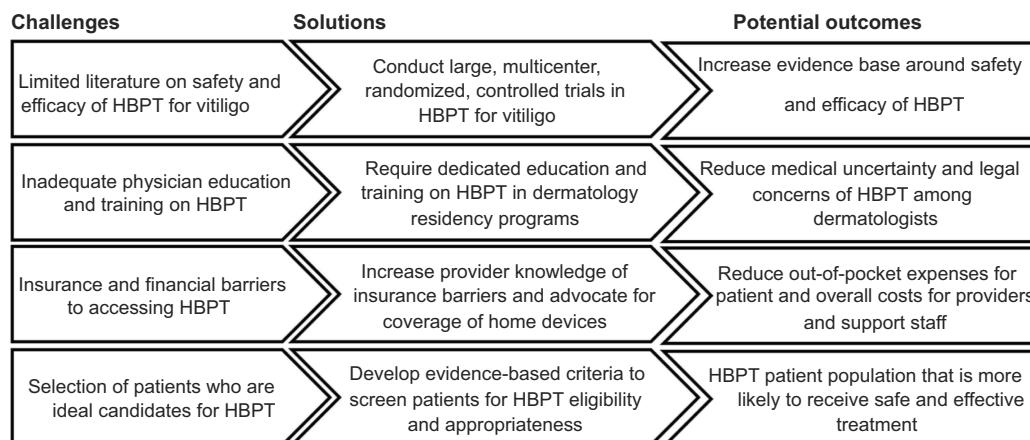 Challenges
Solutions
Potential outcomes
Limited literature on safety and
efficacy of HBPT for vitiligo
Conduct large, multicenter,
randomized, controlled trials in
HBPT for vitiligo
Increase evidence base around safety
and efficacy of HBPT
Inadequate physician education
and training on HBPT
Require dedicated education and
training on HBPT in dermatology
residency programs
Reduce medical uncertainty and legal
concerns of HBPT among
dermatologists
Insurance and financial barriers
to accessing HBPT
Increase provider knowledge of
insurance barriers and advocate for
coverage of home devices
Reduce out-of-pocket expenses for
patient and overall costs for providers
and support staff
Selection of patients who are
ideal candidates for HBPT
Develop evidence-based criteria to
screen patients for HBPT eligibility
and appropriateness
HBPT patient population that is more
likely to receive safe and effective
treatment